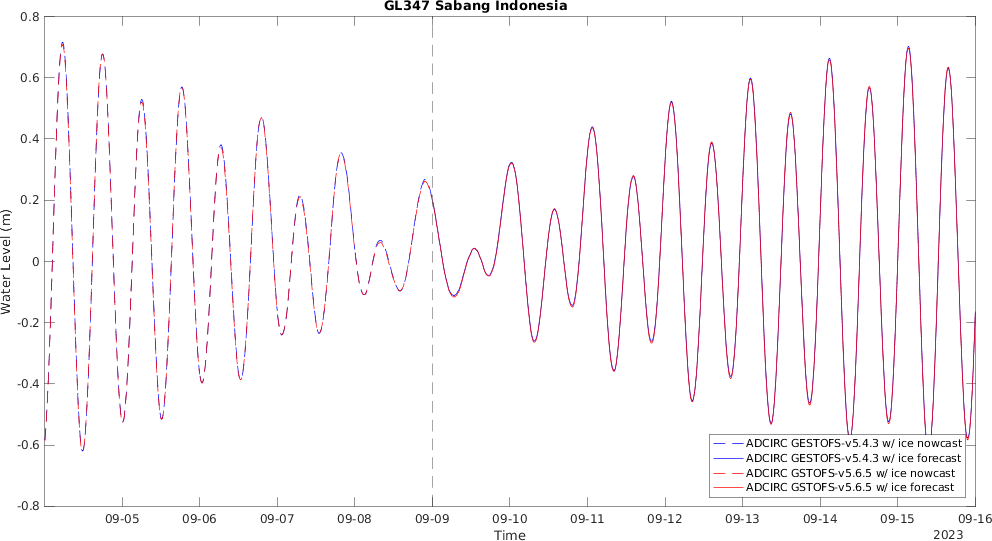 GL347 Sabang Indonesia
0.8
0.6
0.4
0.2
0
-0.2
-0.4
-0.6
-0.8
Water Level (m)
ADCIRC GESTOFS-v5.4.3 w/ ice nowcast
ADCIRC GESTOFS-v5.4.3 w/ ice forecast
ADCIRC GSTOFS-v5.6.5 w/ ice nowcast
ADCIRC GSTOFS-v5.6.5 w/ ice forecast
09-05 09-06 09-07 09-08 09-09 09-10 09-11 09-12 09-13 09-14 09-15 09-16
Time
2023